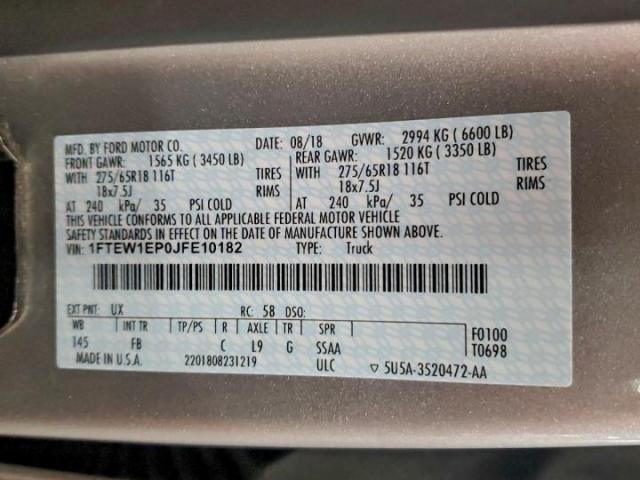 MFD. BY FORD MOTOR CO. DATE: 08/18 GVWR: 2994 KG ( 6600 LB)
FRONT GAWR: 1565 KG ( 3450 LB) REAR GAWR: 1520 KG ( 3350 LB)
WITH 275/65R18 116T TIRES WITH 275/65R18 116T TIRES
18x7.5J RIMS 18x7.5J RIMS
AT 240 kPa/ 35 PSI COLD AT 240 kPa/ 35 PSI COLD
THIS VEHICLE CONFORMS TO ALL APPLICABLE FEDERAL MOTOR VEHICLE
SAFETY STANDARDS IN EFFECT ON THE DATE OF MANUFACTURE SHOWN ABOVE.
VIN: 1FTEW1EP0JFE10182 TYPE: Truck
EXT PNT: UX RC: 58 DSO:
WB INT TR TP/PS R AXLE TR SPR F0100
145 FB C L9 G SSAA T0698
MADE IN U.S.A. 2201808231219 ULC 5U5A-3520472-AA